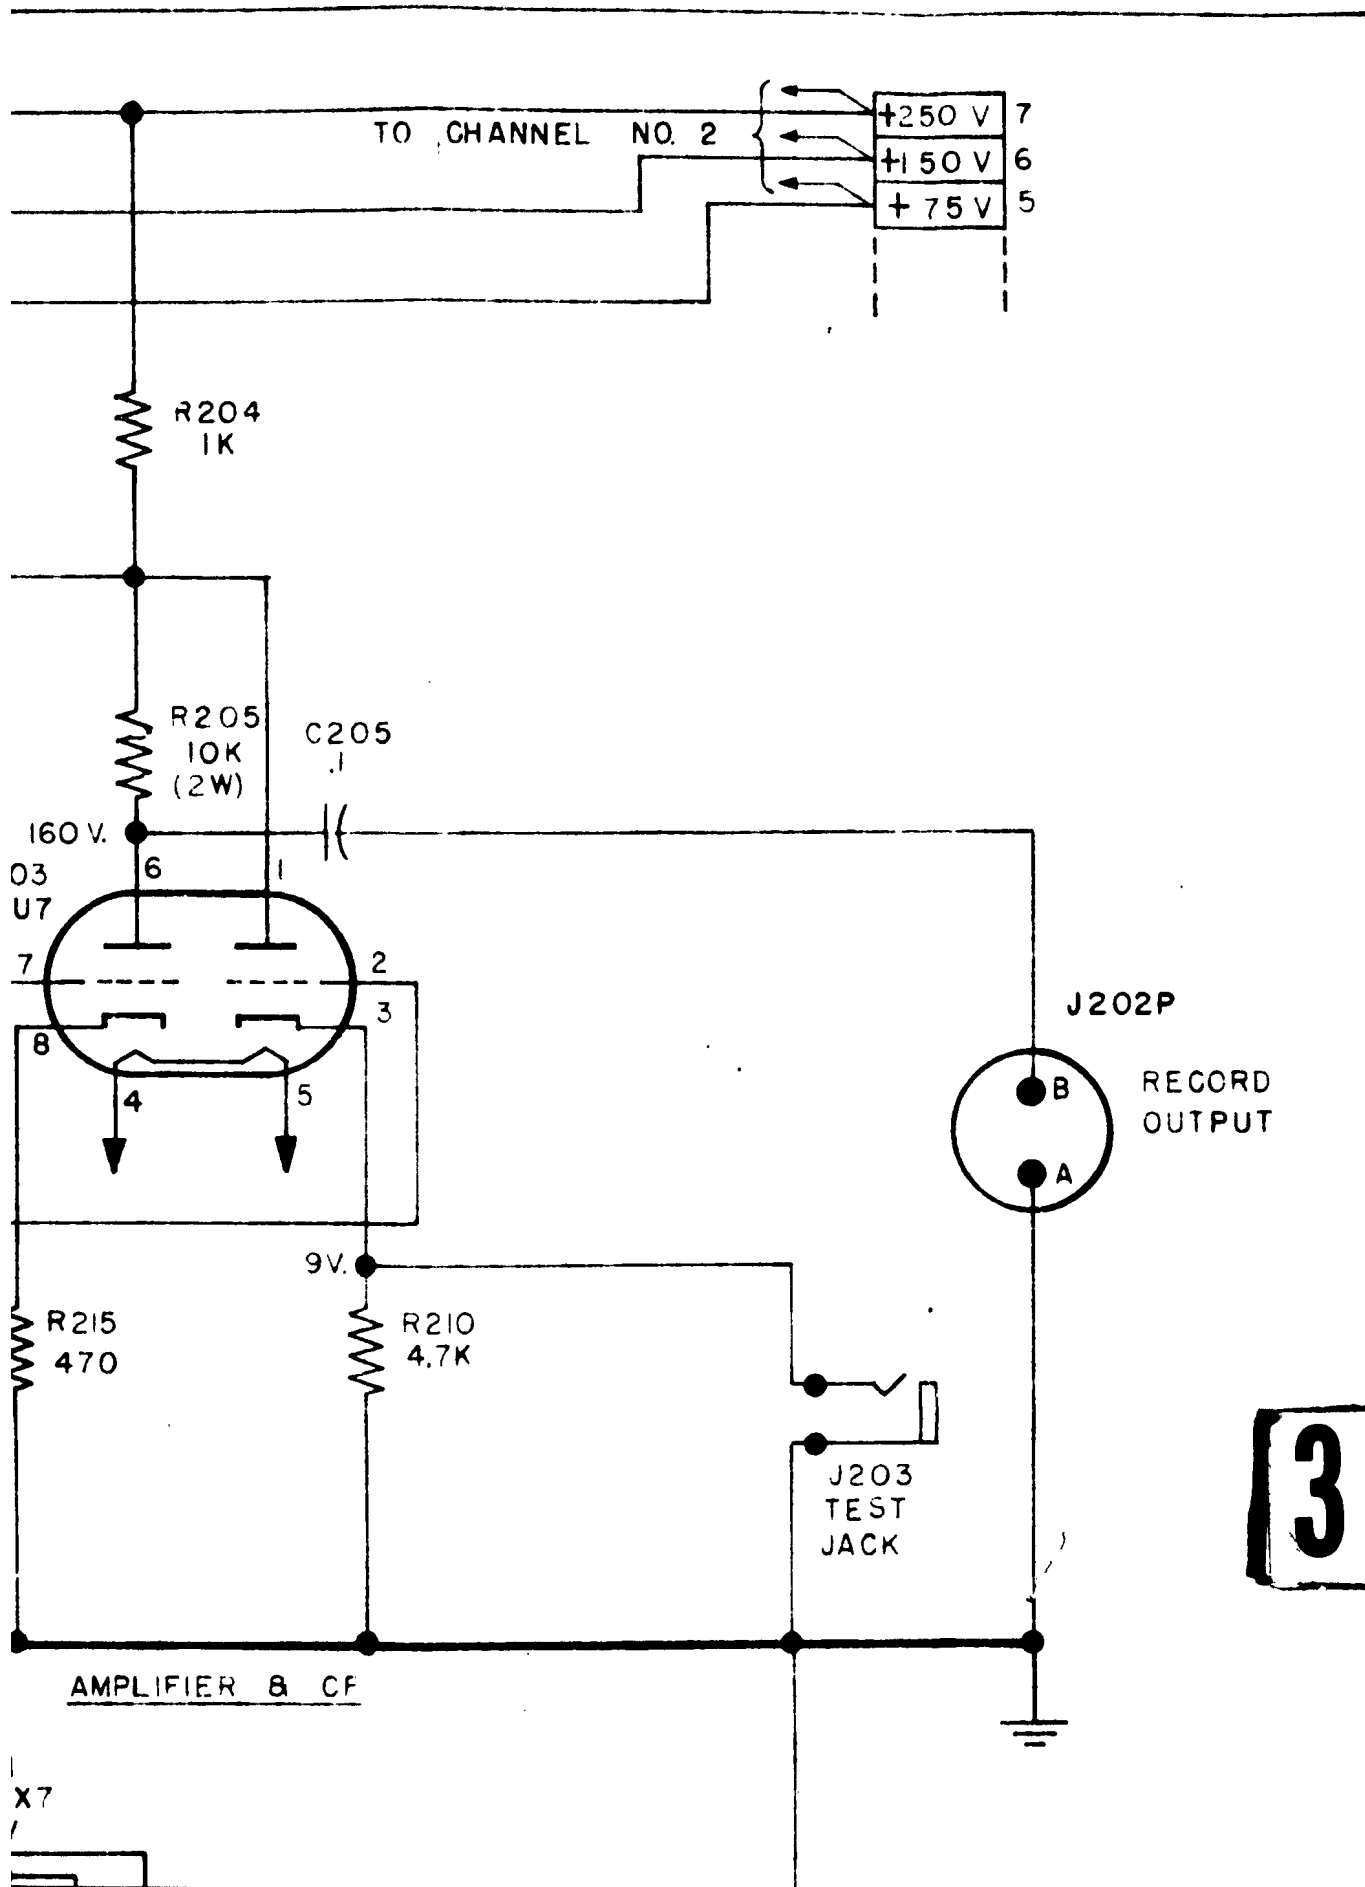 +250 V 7
TO CHANNEL NO. 2
+150 V 6
+ 75 V 5
R204
1K
R205
10K
(2W)
C205
.1
160 V.
6
1
03
U7
7
2
3
8
4
5
J202P
B
RECORD
OUTPUT
A
9V.
R215
470
R210
4.7K
J203
TEST
JACK
3
AMPLIFIER & CF
X7